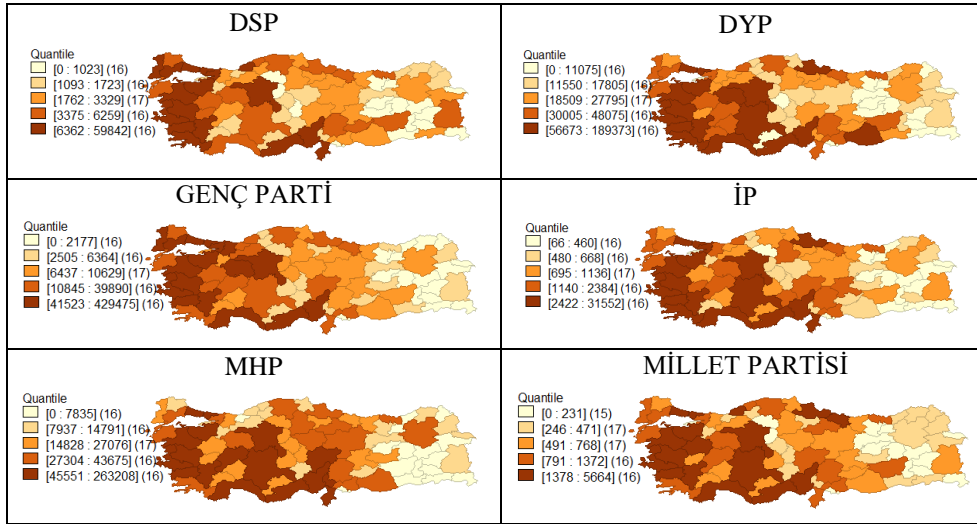 DSP
Quantile
[0 : 1023] (16)
[1093 : 1723] (16)
[1762 : 3329] (17)
[3375 : 6259] (16)
[6362 : 59842] (16)
DYP
Quantile
[0 : 11075] (16)
[11550 : 17805] (16)
[18509 : 27795] (17)
[30005 : 48075] (16)
[56673 : 189373] (16)
GENÇ PARTİ
Quantile
[0 : 2177] (16)
[2505 : 6364] (16)
[6437 : 10629] (17)
[10845 : 39890] (16)
[41523 : 429475] (16)
İP
Quantile
[66 : 460] (16)
[480 : 668] (16)
[695 : 1136] (17)
[1140 : 2384] (16)
[2422 : 31552] (16)
MHP
Quantile
[0 : 7835] (16)
[7937 : 14791] (16)
[14828 : 27076] (17)
[27304 : 43675] (16)
[45551 : 263208] (16)
MİLLET PARTİSİ
Quantile
[0 : 231] (15)
[246 : 471] (17)
[491 : 768] (17)
[791 : 1372] (16)
[1378 : 5664] (16)